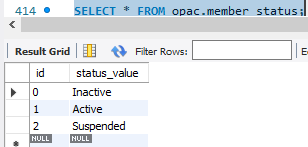 414 SELECT * FROM opac.member_status;
Result Grid Filter Rows: E
id status_value
0 Inactive
1 Active
2 Suspended
NULL NULL